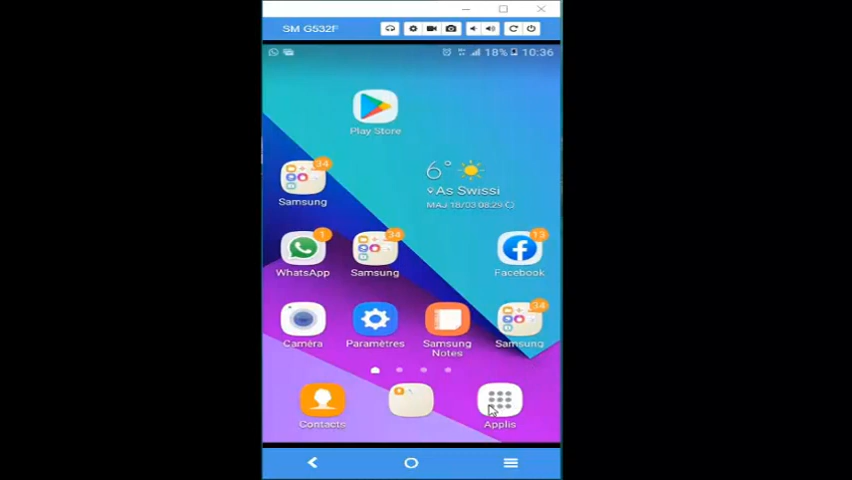 SM G532F
18% 10:36
Play Store
34
6°
As Swissi
MAJ 18/03 08:29
Samsung
1
34
13
WhatsApp
Samsung
Facebook
34
Caméra
Paramètres
Samsung
Notes
Samsung
Contacts
Applis